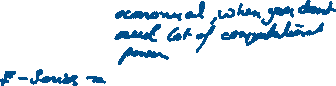 economical, when you don't
need lot of computational
power.
F-Series →